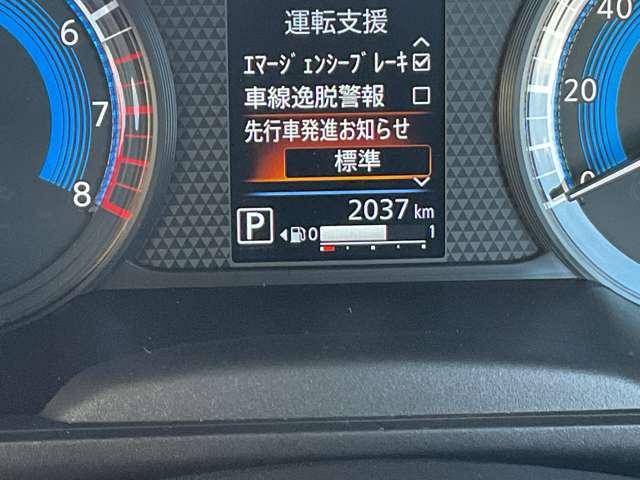 運転支援
ｴﾏｰｼﾞｪﾝｼｰﾌﾞﾚｰｷ
車線逸脱警報
先行車発進お知らせ
標準
P
2037 km
0 1
6
7
8
40
20
0